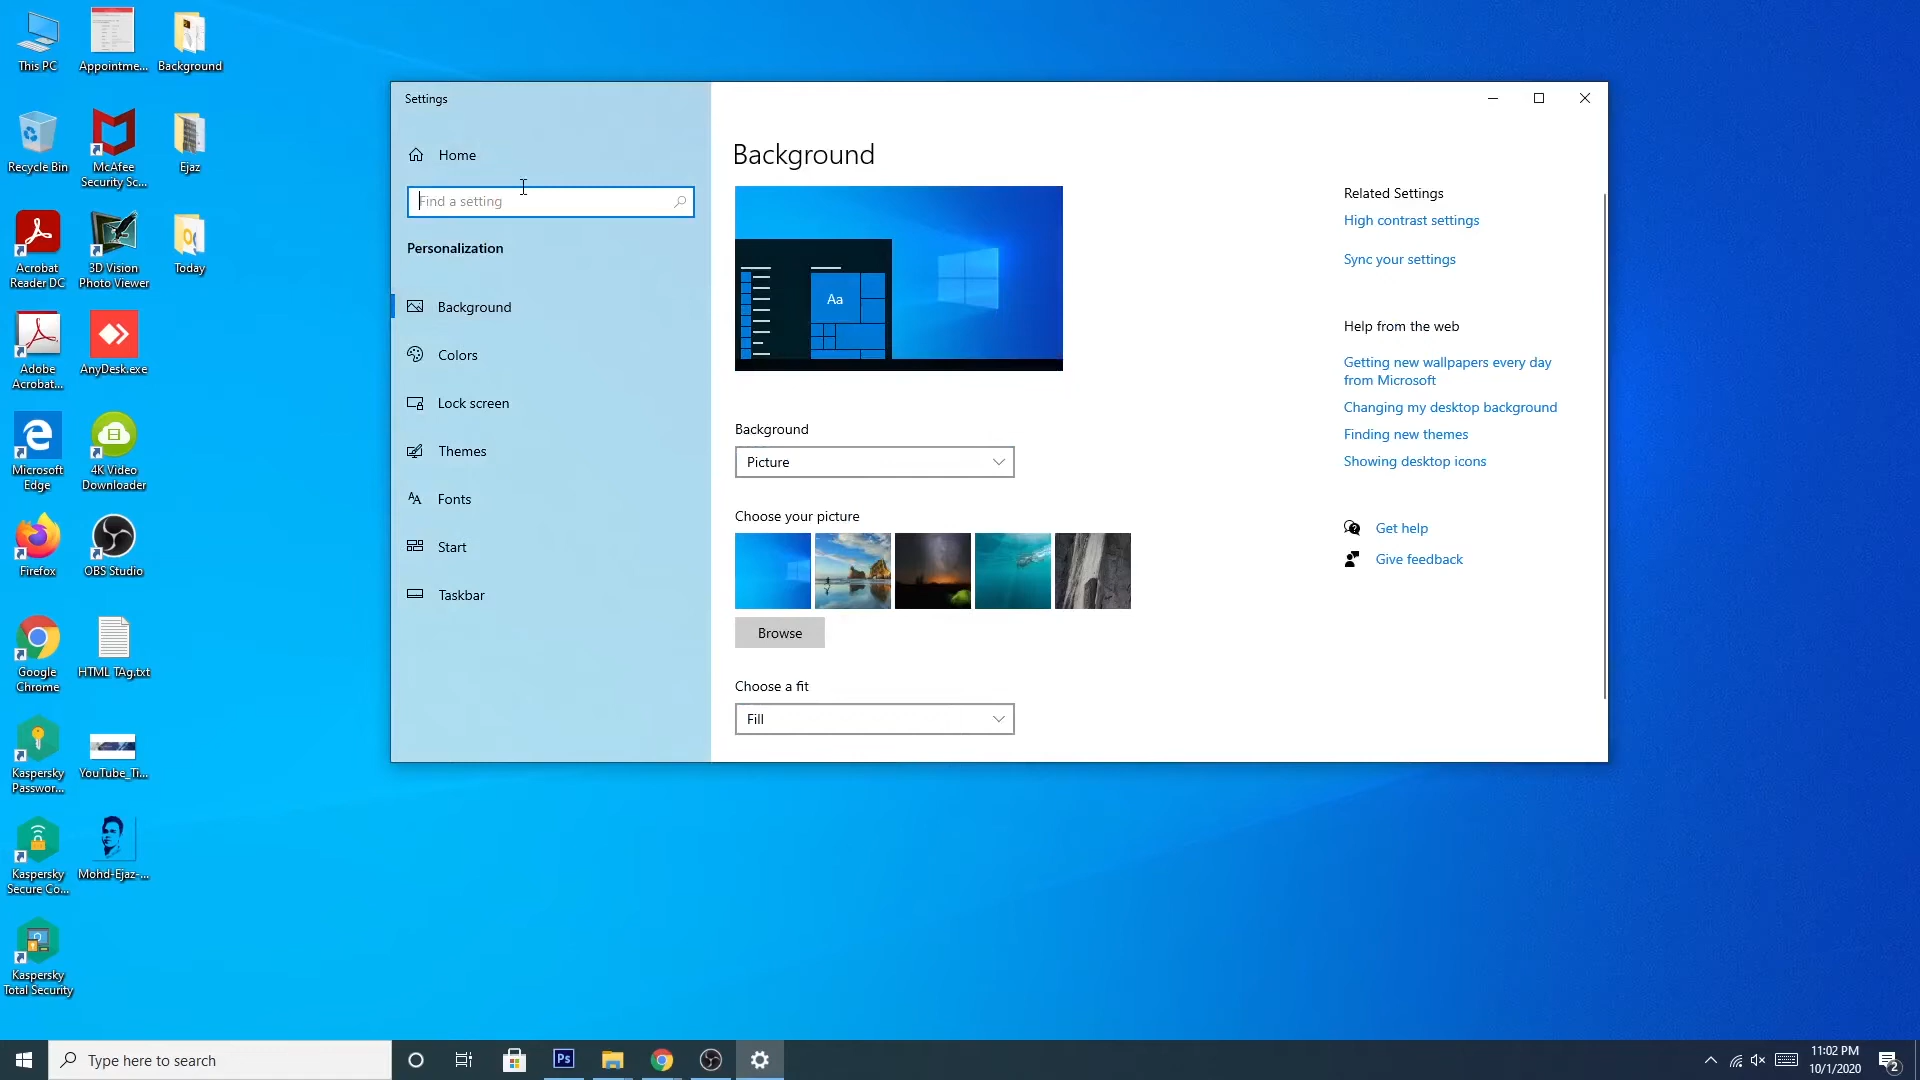 This PC
Appointme...
Background
Recycle Bin
McAfee
Security Sc...
Ejaz
Acrobat
Reader DC
3D Vision
Photo Viewer
Today
Adobe
Acrobat...
AnyDesk.exe
Microsoft
Edge
4K Video
Downloader
Firefox
OBS Studio
Google
Chrome
HTML TAg.txt
Kaspersky
Passwor...
YouTube_Ti...
Kaspersky
Secure Co...
Mohd-Ejaz-...
Kaspersky
Total Security
Settings
Home
Find a setting
Personalization
Background
Colors
Lock screen
Themes
Fonts
Start
Taskbar
Background
Aa
Background
Picture
Choose your picture
Browse
Choose a fit
Fill
Related Settings
High contrast settings
Sync your settings
Help from the web
Getting new wallpapers every day
from Microsoft
Changing my desktop background
Finding new themes
Showing desktop icons
Get help
Give feedback
Type here to search
Ps
11:02 PM
10/1/2020
2